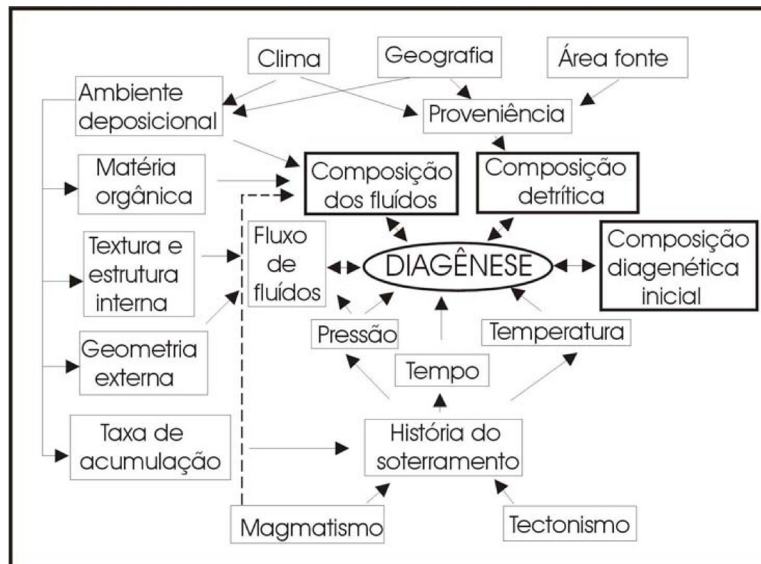 Clima
Geografia
Área fonte
Ambiente
deposicional
Proveniência
Matéria
orgânica
Composição
dos fluídos
Composição
detrítica
Textura e
estrutura
interna
Fluxo
de
fluídos
DIAGÊNESE
Composição
diagenética
inicial
Geometria
externa
Pressão
Temperatura
Tempo
Taxa de
acumulação
História do
soterramento
Magmatismo
Tectonismo